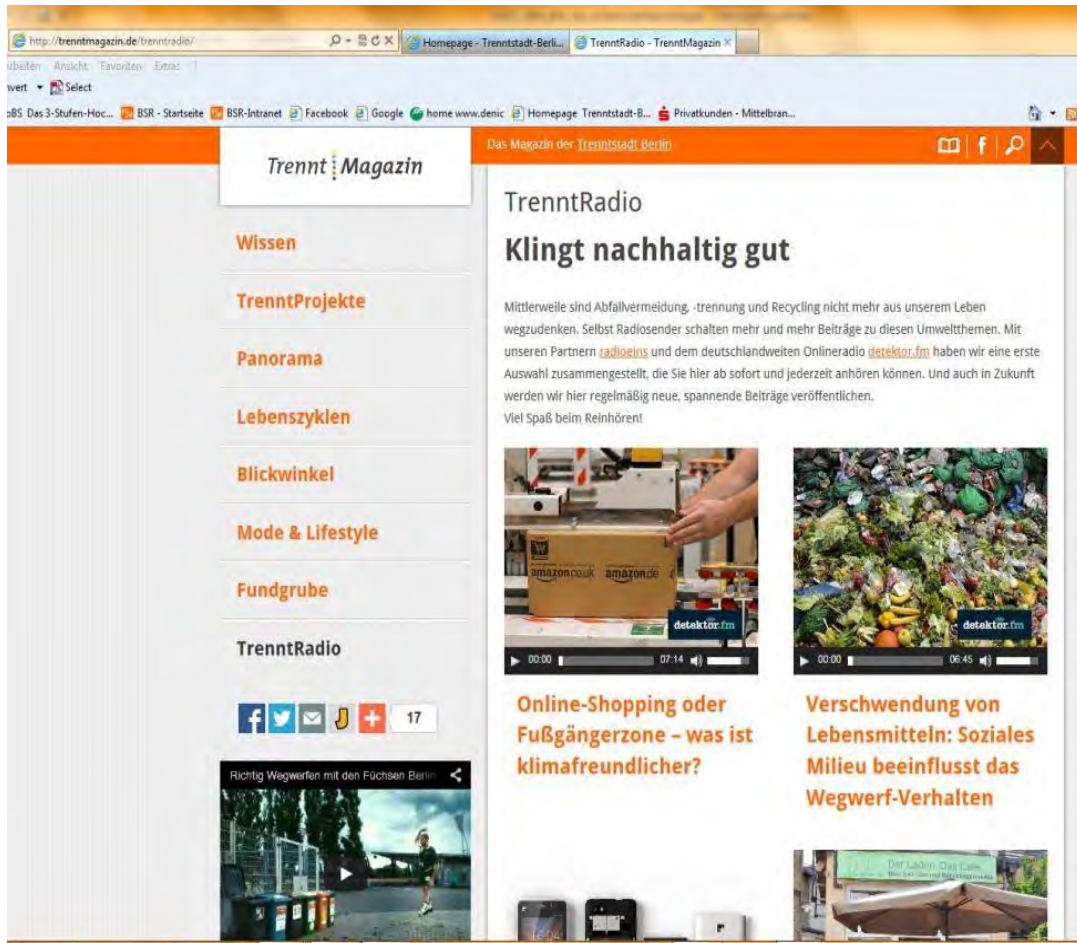 http://trenntmagazin.de/trenntradio/
Homepage - Trenntstadt-Berli...
TrenntRadio - TrenntMagazin
Ansicht Favoriten Extras ?
Select
Das 3-Stufen-Hoc...
BSR - Startseite
BSR-Intranet
Facebook
Google
home www.denic
Homepage Trenntstadt-B...
Privatkunden - Mittelbran...
Trennt Magazin
Das Magazin der Trenntstadt Berlin
Wissen
TrenntProjekte
Panorama
Lebenszyklen
Blickwinkel
Mode & Lifestyle
Fundgrube
TrenntRadio
17
Richtig Wegwerfen mit den Füchsen Berlin
TrenntRadio
Klingt nachhaltig gut
Mittlerweile sind Abfallvermeidung, -trennung und Recycling nicht mehr aus unserem Leben
wegzudenken. Selbst Radiosender schalten mehr und mehr Beiträge zu diesen Umweltthemen. Mit
unseren Partnern radioeins und dem deutschlandweiten Onlineradio detektor.fm haben wir eine erste
Auswahl zusammengestellt, die Sie hier ab sofort und jederzeit anhören können. Und auch in Zukunft
werden wir hier regelmäßig neue, spannende Beiträge veröffentlichen.
Viel Spaß beim Reinhören!
amazon.co.uk amazon.de
detektor.fm
00:00 07:14
Online-Shopping oder
Fußgängerzone – was ist
klimafreundlicher?
detektor.fm
00:00 06:45
Verschwendung von
Lebensmitteln: Soziales
Milieu beeinflusst das
Wegwerf-Verhalten
Der Laden. Das Cafe.